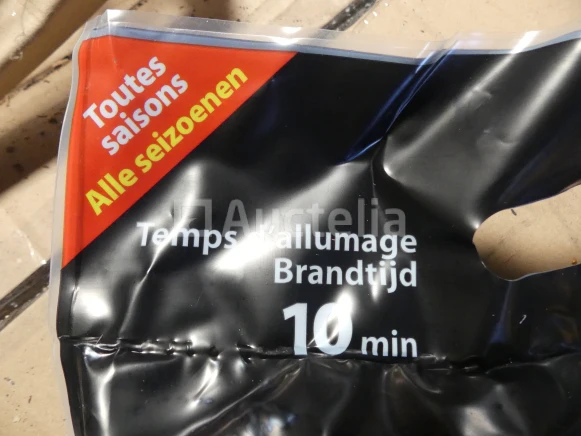 Toutes
saisons
Alle seizoenen
Auctelia
Temps d'allumage
Brandtijd
10 min